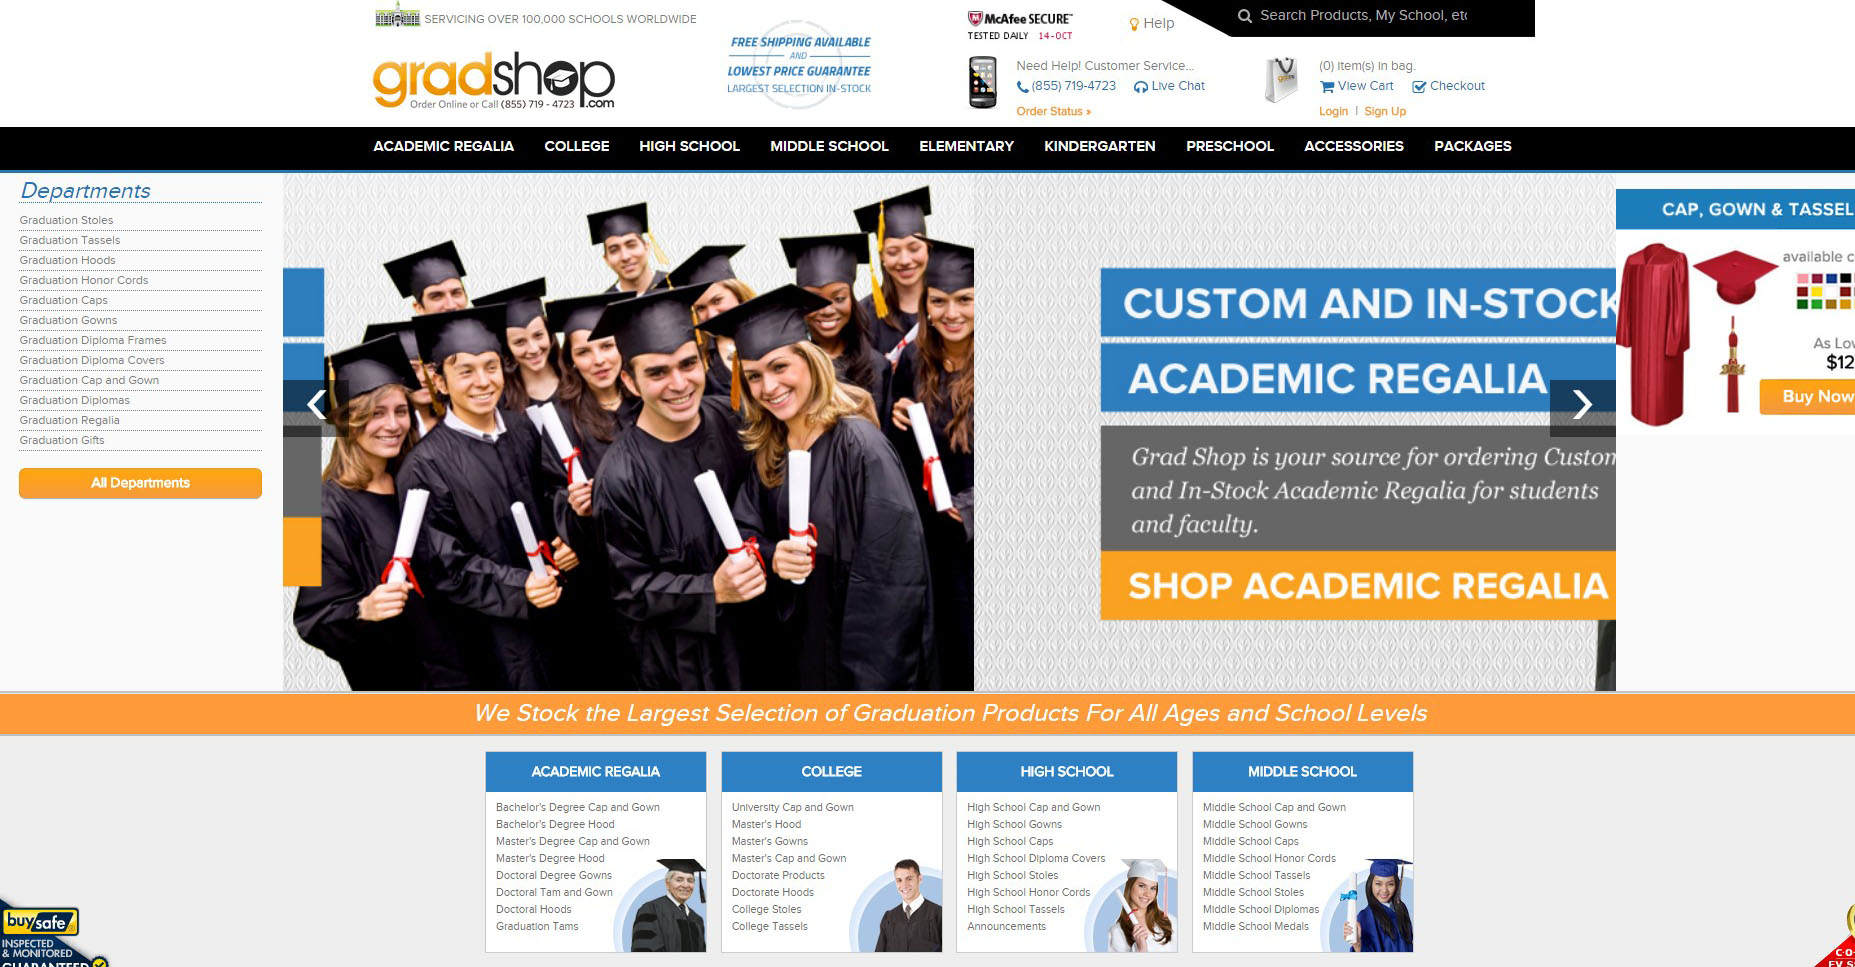 SERVICING OVER 100,000 SCHOOLS WORLDWIDE
gradshop
.com
Order Online or Call (855) 719 - 4723
FREE SHIPPING AVAILABLE
AND
LOWEST PRICE GUARANTEE
LARGEST SELECTION IN-STOCK
McAfee SECURE™
TESTED DAILY 14-OCT
Help
Search Products, My School, etc
Need Help! Customer Service...
(855) 719-4723 Live Chat
Order Status »
(0) item(s) in bag.
View Cart Checkout
Login | Sign Up
ACADEMIC REGALIA COLLEGE HIGH SCHOOL MIDDLE SCHOOL ELEMENTARY KINDERGARTEN PRESCHOOL ACCESSORIES PACKAGES
Departments
Graduation Stoles
Graduation Tassels
Graduation Hoods
Graduation Honor Cords
Graduation Caps
Graduation Gowns
Graduation Diploma Frames
Graduation Diploma Covers
Graduation Cap and Gown
Graduation Diplomas
Graduation Regalia
Graduation Gifts
All Departments
CUSTOM AND IN-STOCK
ACADEMIC REGALIA
Grad Shop is your source for ordering Custom
and In-Stock Academic Regalia for students
and faculty.
SHOP ACADEMIC REGALIA
CAP, GOWN & TASSEL
available c
As Low
$12
Buy Now
We Stock the Largest Selection of Graduation Products For All Ages and School Levels
ACADEMIC REGALIA
Bachelor's Degree Cap and Gown
Bachelor's Degree Hood
Master's Degree Cap and Gown
Master's Degree Hood
Doctoral Degree Gowns
Doctoral Tam and Gown
Doctoral Hoods
Graduation Tams
COLLEGE
University Cap and Gown
Master's Hood
Master's Gowns
Master's Cap and Gown
Doctorate Products
Doctorate Hoods
College Stoles
College Tassels
HIGH SCHOOL
High School Cap and Gown
High School Gowns
High School Caps
High School Diploma Covers
High School Stoles
High School Honor Cords
High School Tassels
Announcements
MIDDLE SCHOOL
Middle School Cap and Gown
Middle School Gowns
Middle School Caps
Middle School Honor Cords
Middle School Tassels
Middle School Stoles
Middle School Diplomas
Middle School Medals
buySafe
INSPECTED
& MONITORED
GUARANTEED